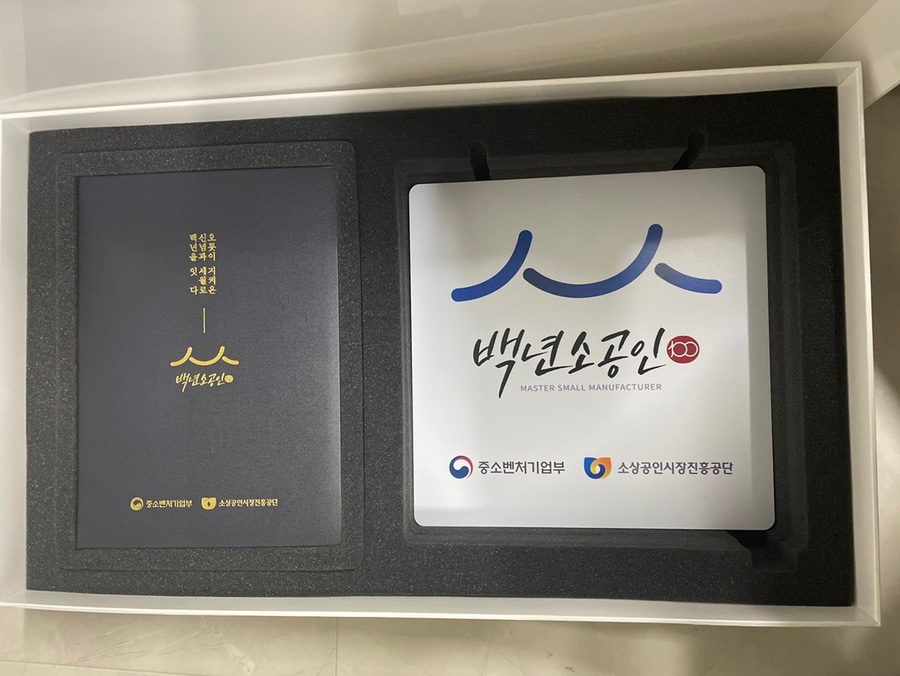 오롯이 지켜온
신념과 세월로
백년을 잇다
백년소공인
중소벤처기업부 소상공인시장진흥공단
백년소공인 100
MASTER SMALL MANUFACTURER
중소벤처기업부 소상공인시장진흥공단